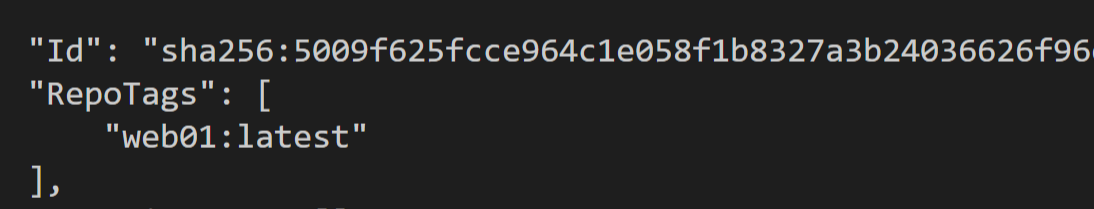 "Id": "sha256:5009f625fcce964c1e058f1b8327a3b24036626f96
"RepoTags": [
"web01:latest"
],